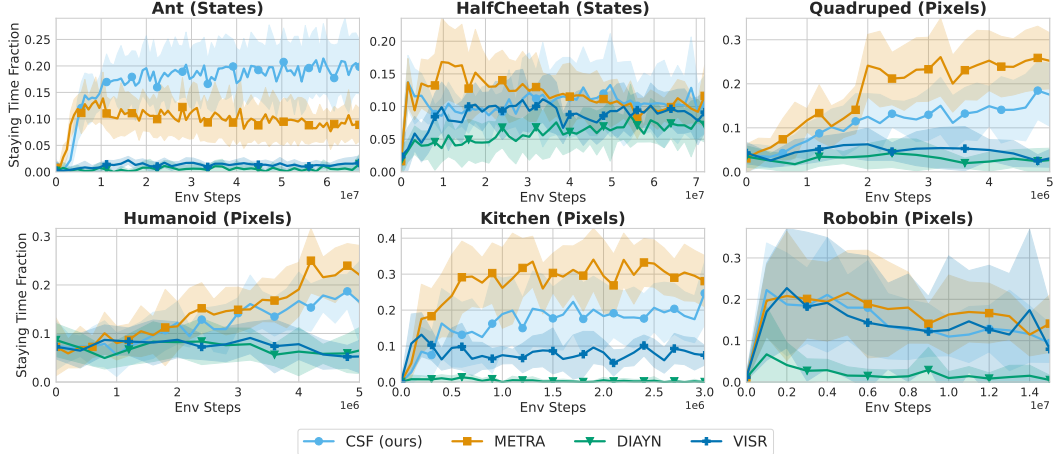 Ant (States)
HalfCheetah (States)
Quadruped (Pixels)
Staying Time Fraction
0.25
0.20
0.15
0.10
0.05
0.00
0 1 2 3 4 5 6
1e7
Env Steps
0.20
0.15
0.10
0.05
0.00
0 1 2 3 4 5 6 7
1e7
Env Steps
0.3
0.2
0.1
0.0
0 1 2 3 4 5
1e6
Env Steps
Humanoid (Pixels)
Kitchen (Pixels)
Robobin (Pixels)
Staying Time Fraction
0.3
0.2
0.1
0.0
0 1 2 3 4 5
1e6
Env Steps
0.4
0.3
0.2
0.1
0.0
0.0 0.5 1.0 1.5 2.0 2.5 3.0
1e6
Env Steps
0.3
0.2
0.1
0.0
0.0 0.2 0.4 0.6 0.8 1.0 1.2 1.4
1e7
Env Steps
CSF (ours) METRA DIAYN VISR